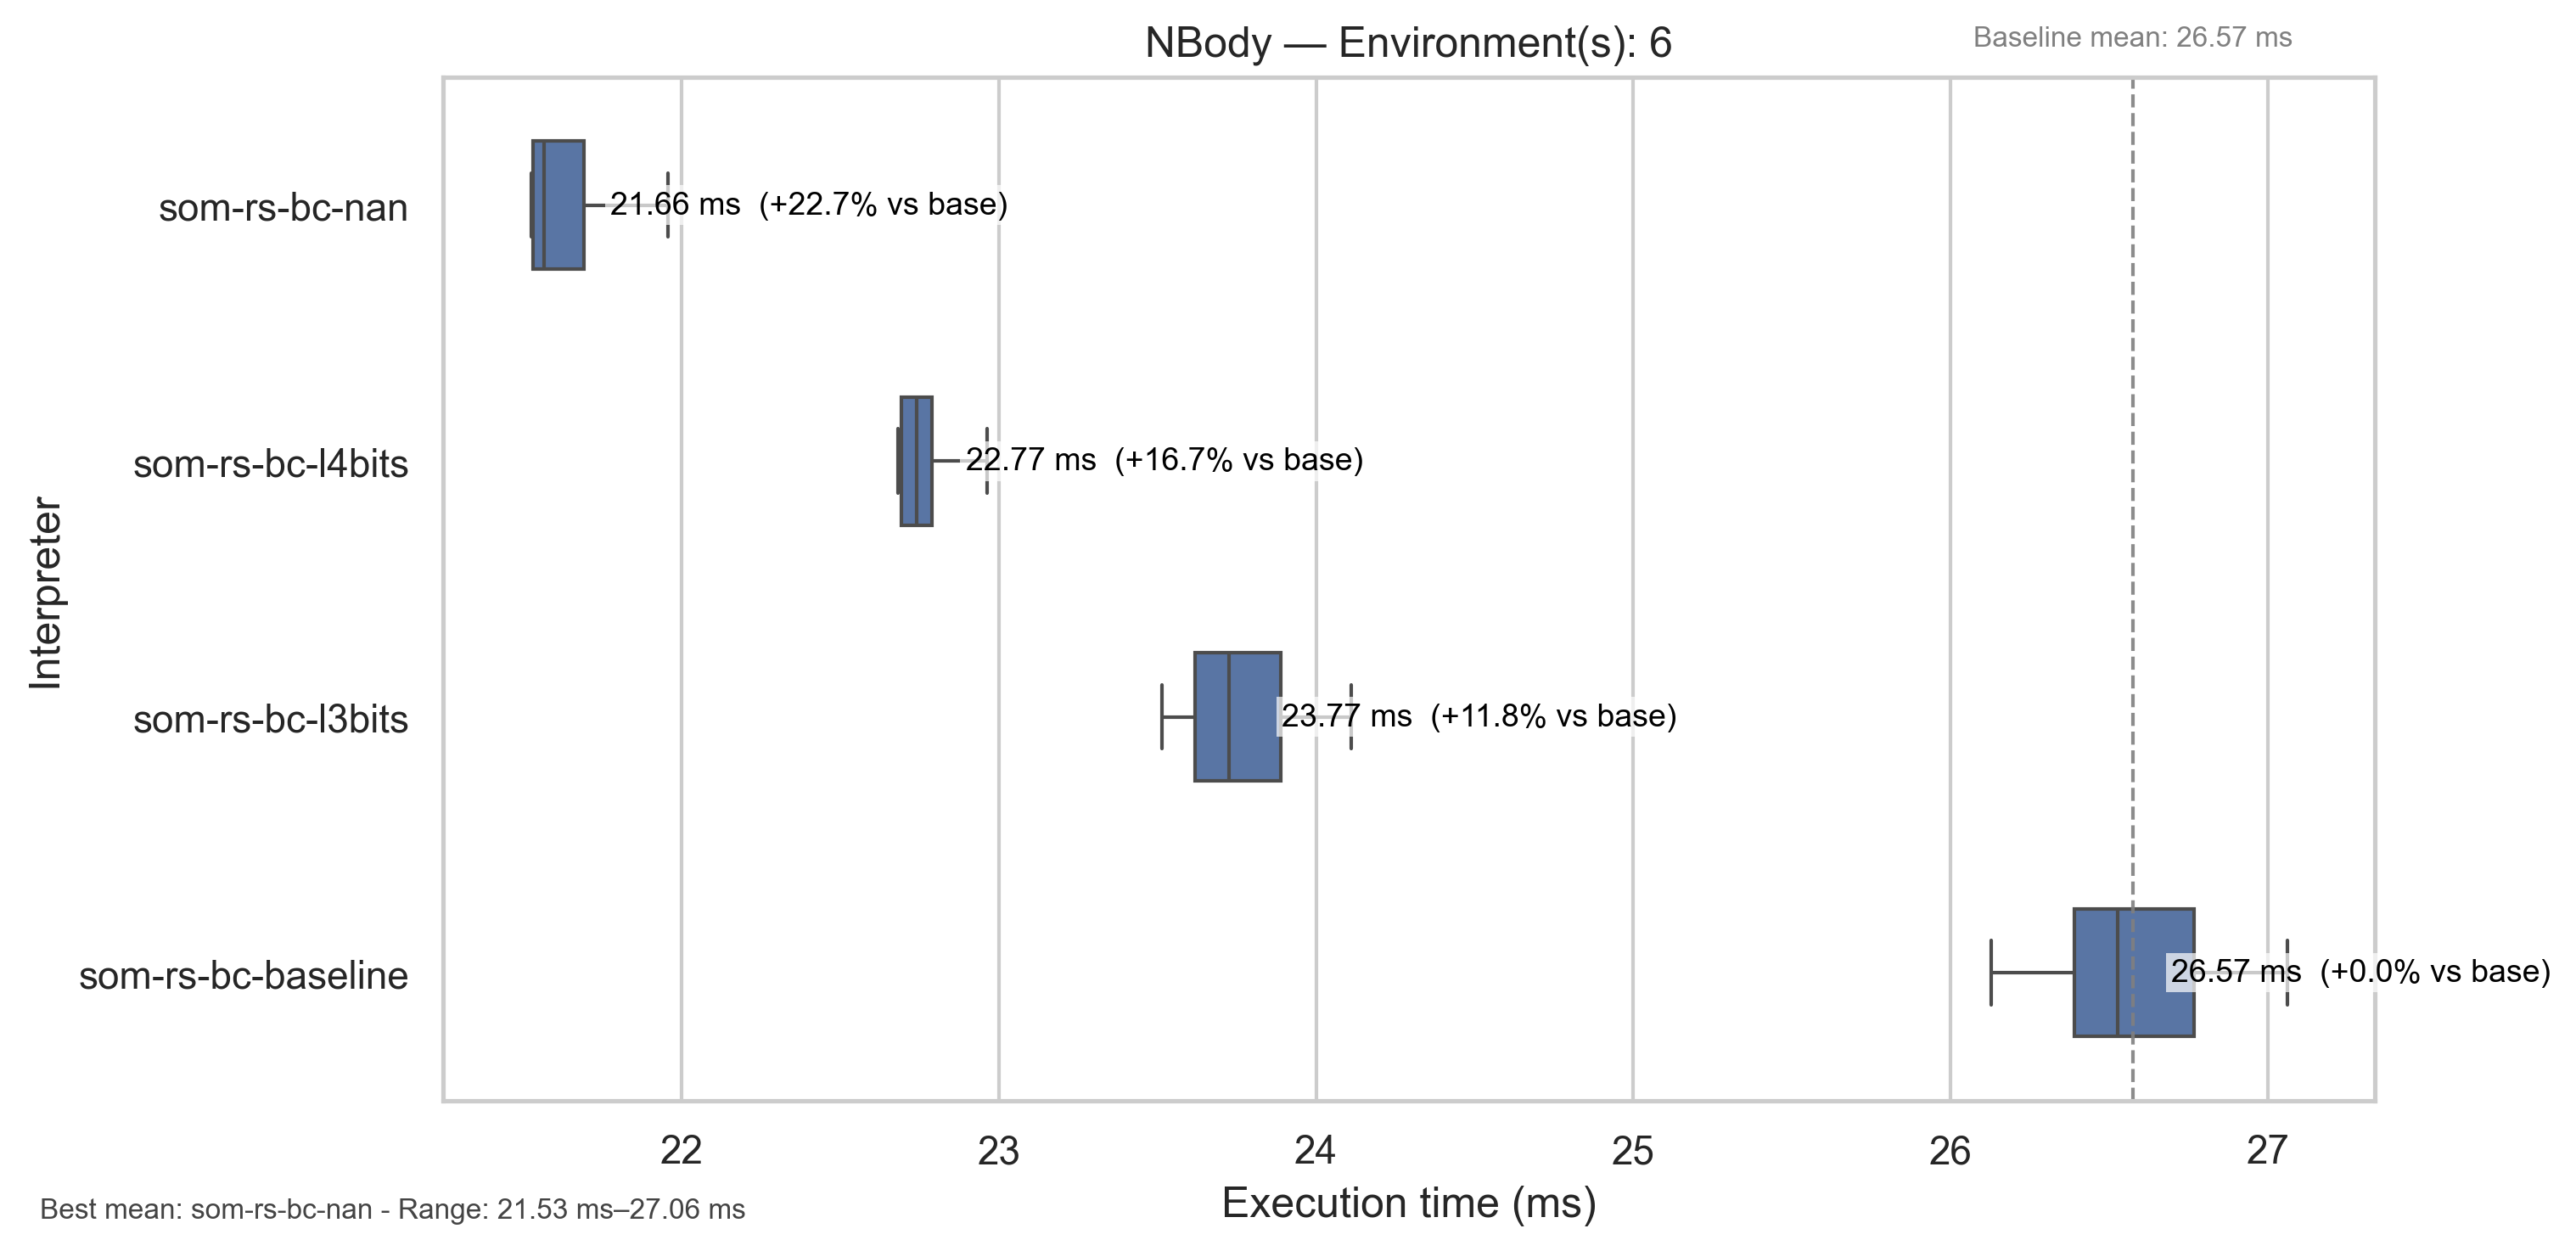 NBody — Environment(s): 6
Baseline mean: 26.57 ms
Interpreter
som-rs-bc-nan
21.66 ms (+22.7% vs base)
som-rs-bc-l4bits
22.77 ms (+16.7% vs base)
som-rs-bc-l3bits
23.77 ms (+11.8% vs base)
som-rs-bc-baseline
26.57 ms (+0.0% vs base)
22 23 24 25 26 27
Execution time (ms)
Best mean: som-rs-bc-nan - Range: 21.53 ms–27.06 ms